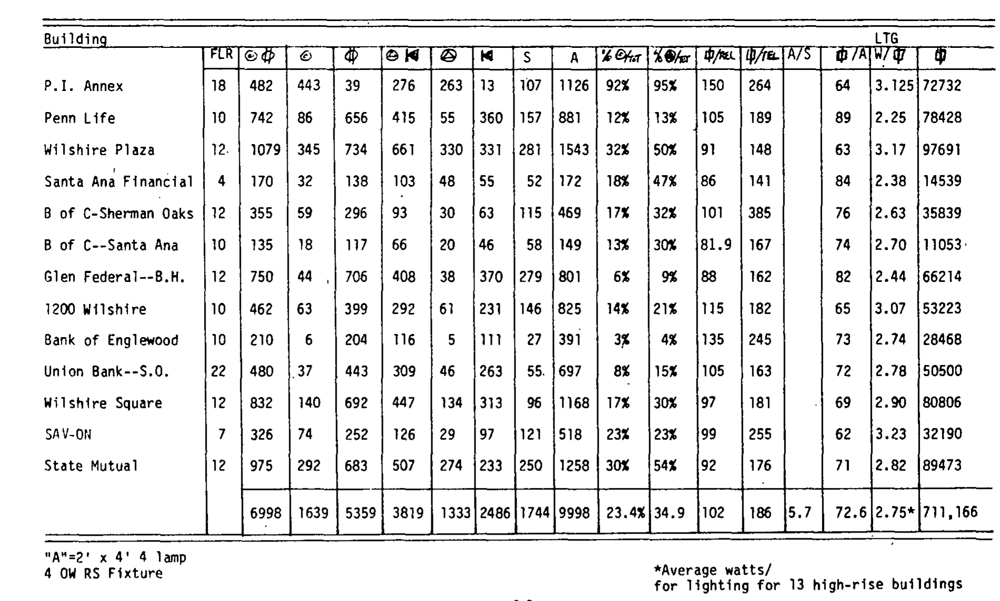 Building LTG
FLR S A A/S /A W/
P.I. Annex 18 482 443 39 276 263 13 107 1126 92% 95% 150 264 64 3.125 72732
Penn Life 10 742 86 656 415 55 360 157 881 12% 13% 105 189 89 2.25 78428
Wilshire Plaza 12 1079 345 734 661 330 331 281 1543 32% 50% 91 148 63 3.17 97691
Santa Ana Financial 4 170 32 138 103 48 55 52 172 18% 47% 86 141 84 2.38 14539
B of C-Sherman Oaks 12 355 59 296 93 30 63 115 469 17% 32% 101 385 76 2.63 35839
B of C--Santa Ana 10 135 18 117 66 20 46 58 149 13% 30% 81.9 167 74 2.70 11053
Glen Federal--B.H. 12 750 44 706 408 38 370 279 801 6% 9% 88 162 82 2.44 66214
1200 Wilshire 10 462 63 399 292 61 231 146 825 14% 21% 115 182 65 3.07 53223
Bank of Englewood 10 210 6 204 116 5 111 27 391 3% 4% 135 245 73 2.74 28468
Union Bank--S.O. 22 480 37 443 309 46 263 55 697 8% 15% 105 163 72 2.78 50500
Wilshire Square 12 832 140 692 447 134 313 96 1168 17% 30% 97 181 69 2.90 80806
SAV-ON 7 326 74 252 126 29 97 121 518 23% 23% 99 255 62 3.23 32190
State Mutual 12 975 292 683 507 274 233 250 1258 30% 54% 92 176 71 2.82 89473
6998 1639 5359 3819 1333 2486 1744 9998 23.4% 34.9 102 186 5.7 72.6 2.75* 711,166
"A"=2' x 4' 4 lamp
4 OW RS Fixture
*Average watts/
for lighting for 13 high-rise buildings